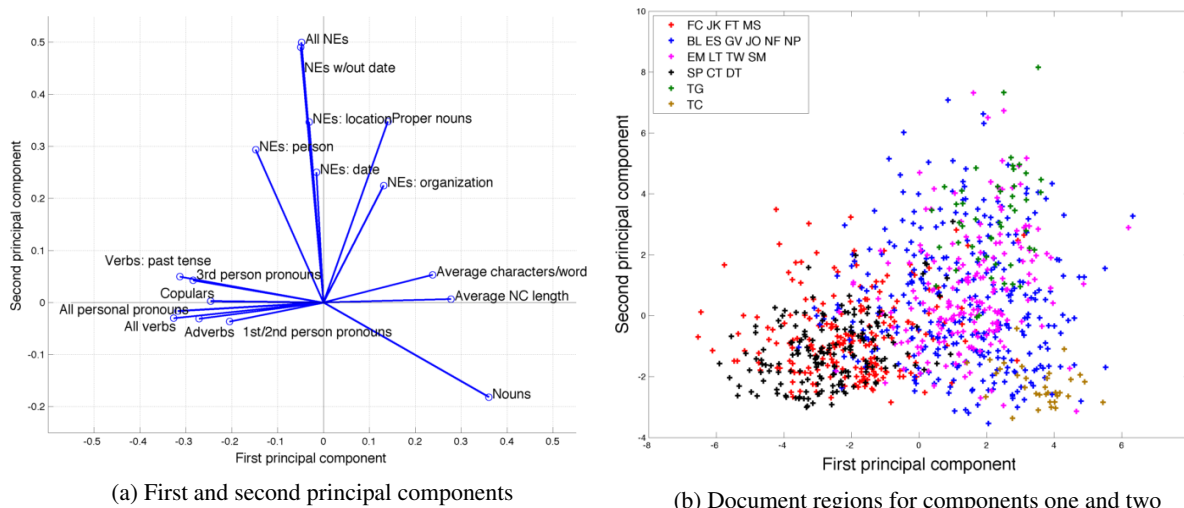 0.5
0.4
0.3
0.2
0.1
0
-0.1
-0.2
Second principal component
All NEs
NEs w/out date
NEs: location
Proper nouns
NEs: person
NEs: date
NEs: organization
Verbs: past tense
3rd person pronouns
Average characters/word
Copulars
Average NC length
All personal pronouns
All verbs
Adverbs
1st/2nd person pronouns
Nouns
-0.5 -0.4 -0.3 -0.2 -0.1 0 0.1 0.2 0.3 0.4 0.5
First principal component
(a) First and second principal components
10
8
6
4
2
0
-2
-4
Second principal component
FC JK FT MS
BL ES GV JO NF NP
EM LT TW SM
SP CT DT
TG
TC
-8 -6 -4 -2 0 2 4 6 8
First principal component
(b) Document regions for components one and two